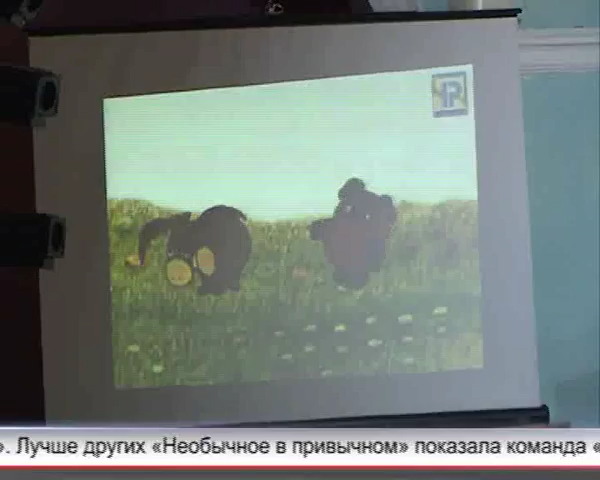 P
». Лучше других «Необычное в привычном» показала команда «